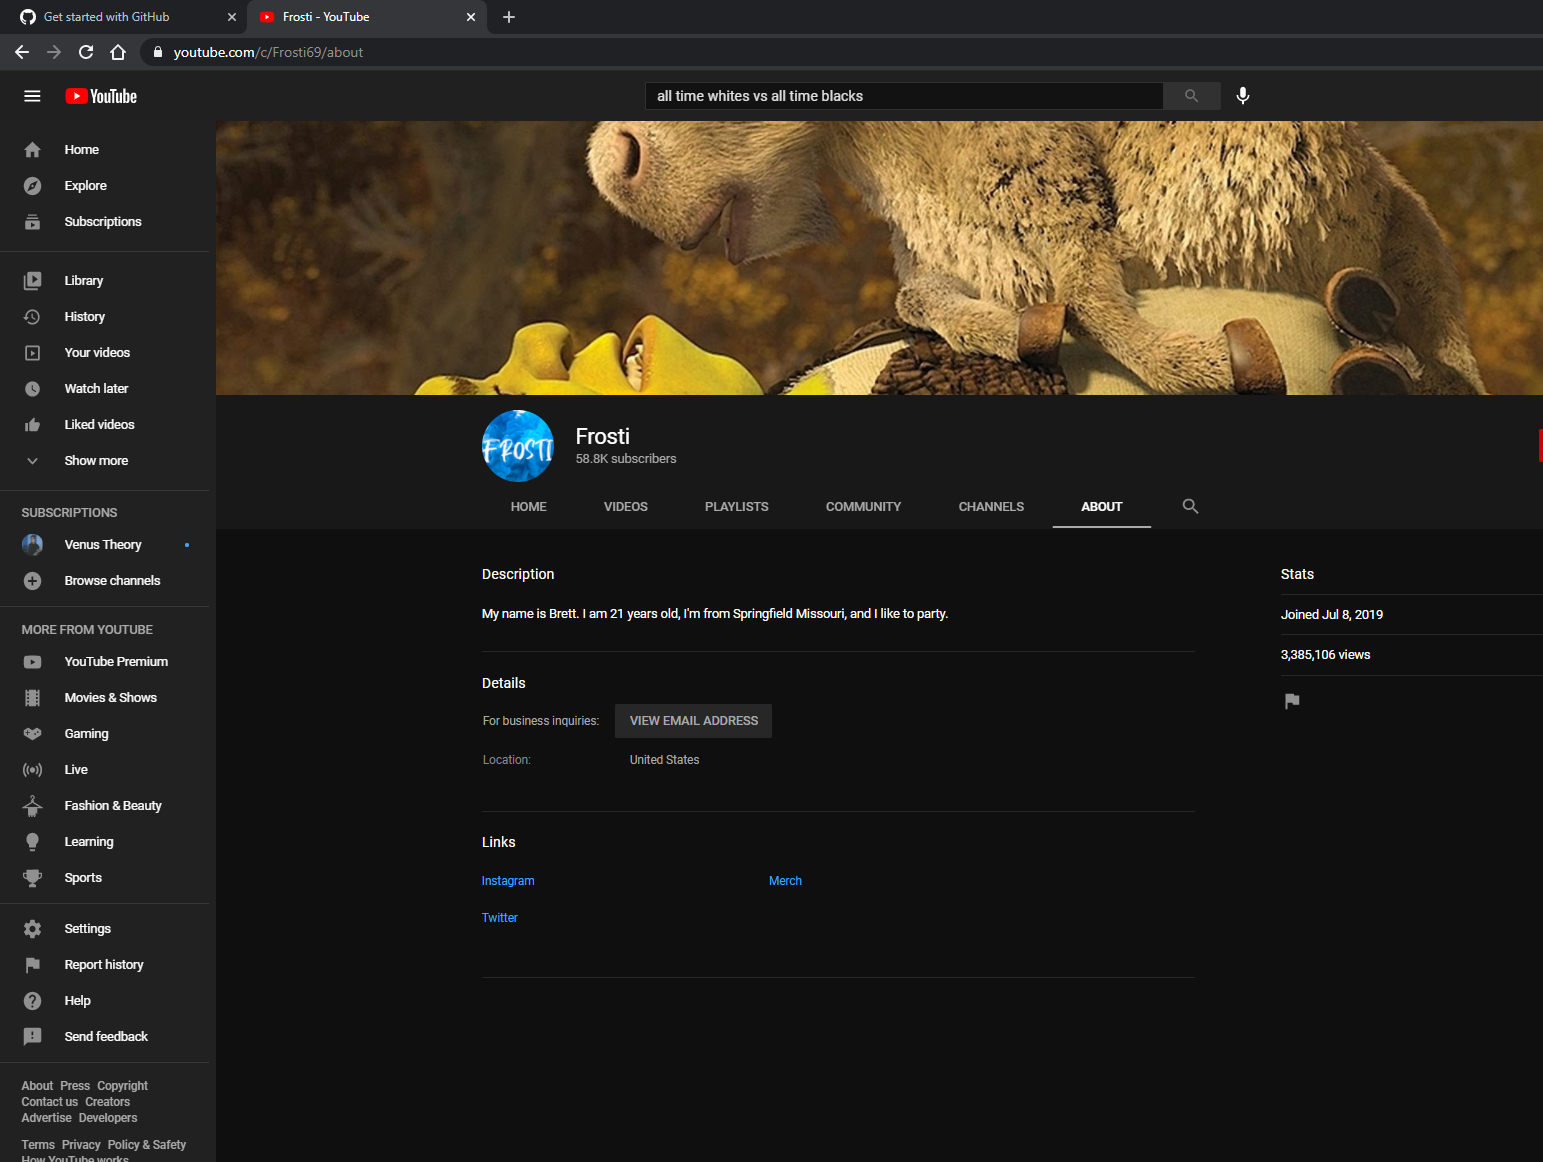 Get started with GitHub
Frosti - YouTube
youtube.com/c/Frosti69/about
YouTube
all time whites vs all time blacks
Home
Explore
Subscriptions
Library
History
Your videos
Watch later
Liked videos
Show more
SUBSCRIPTIONS
Venus Theory
Browse channels
MORE FROM YOUTUBE
YouTube Premium
Movies & Shows
Gaming
Live
Fashion & Beauty
Learning
Sports
Settings
Report history
Help
Send feedback
About Press Copyright
Contact us Creators
Advertise Developers
Terms Privacy Policy & Safety
How YouTube works
FROSTI
Frosti
58.8K subscribers
HOME VIDEOS PLAYLISTS COMMUNITY CHANNELS ABOUT
Description
My name is Brett. I am 21 years old, I'm from Springfield Missouri, and I like to party.
Details
For business inquiries: VIEW EMAIL ADDRESS
Location: United States
Links
Instagram Merch
Twitter
Stats
Joined Jul 8, 2019
3,385,106 views